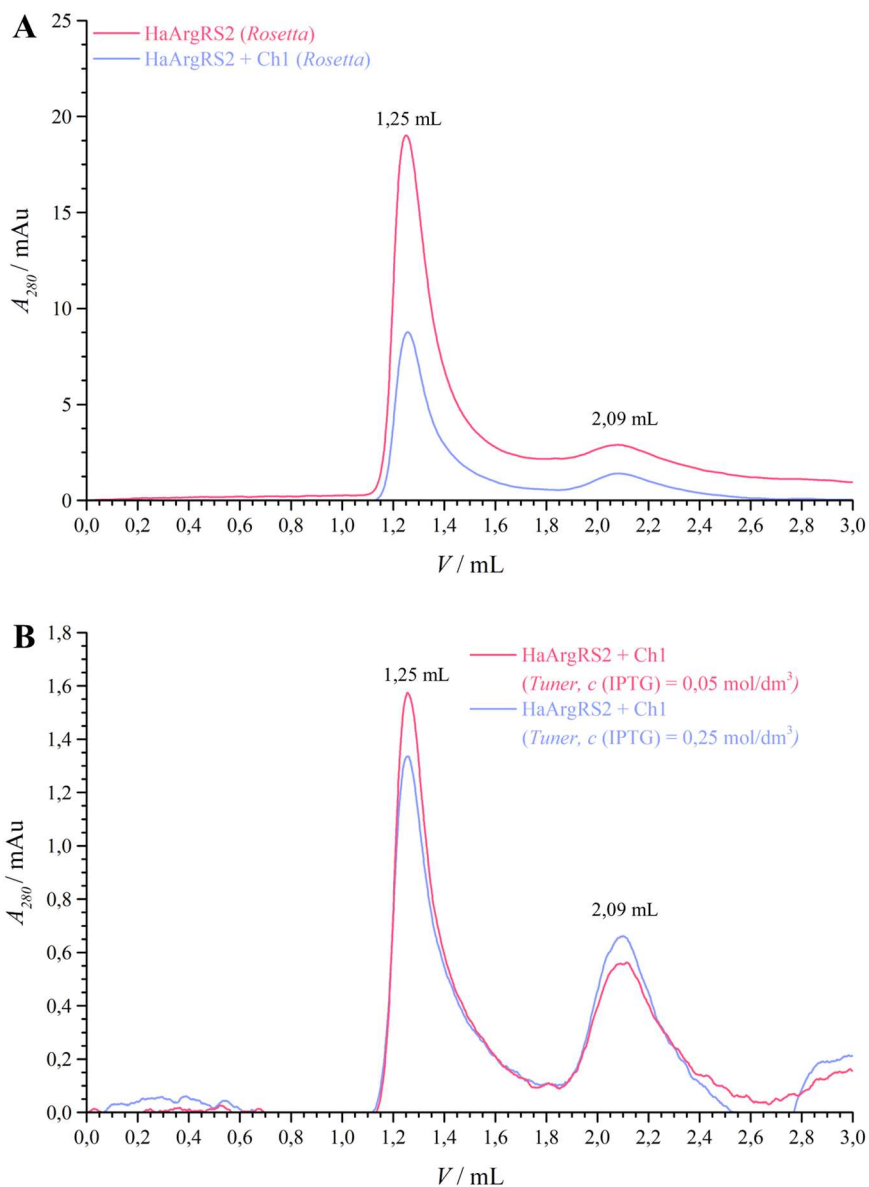 A
HaArgRS2 (Rosetta)
HaArgRS2 + Ch1 (Rosetta)
25
20
15
10
5
0
A280 / mAu
1,25 mL
2,09 mL
0,0 0,2 0,4 0,6 0,8 1,0 1,2 1,4 1,6 1,8 2,0 2,2 2,4 2,6 2,8 3,0
V / mL
B
HaArgRS2 + Ch1
(Tuner, c (IPTG) = 0,05 mol/dm³)
HaArgRS2 + Ch1
(Tuner, c (IPTG) = 0,25 mol/dm³)
1,8
1,6
1,4
1,2
1,0
0,8
0,6
0,4
0,2
0,0
A280 / mAu
1,25 mL
2,09 mL
0,0 0,2 0,4 0,6 0,8 1,0 1,2 1,4 1,6 1,8 2,0 2,2 2,4 2,6 2,8 3,0
V / mL